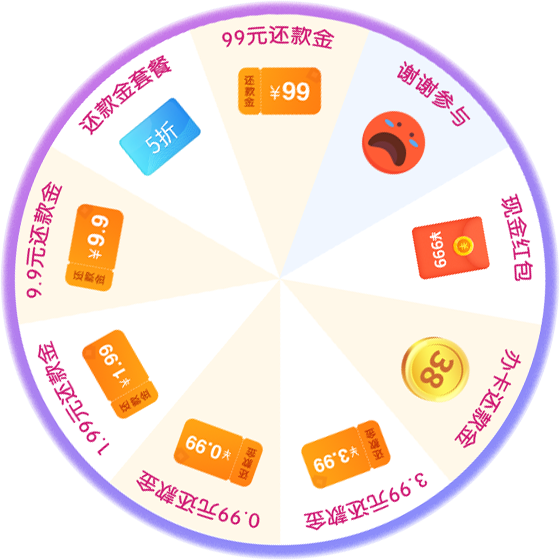 99元还款金
还款金
¥99
谢谢参与
现金红包
¥999
办卡还款金
38
3.99元还款金
还款金
¥3.99
0.99元还款金
还款金
¥0.99
1.99元还款金
还款金
¥1.99
9.9元还款金
还款金
¥9.9
还款金套餐
5折